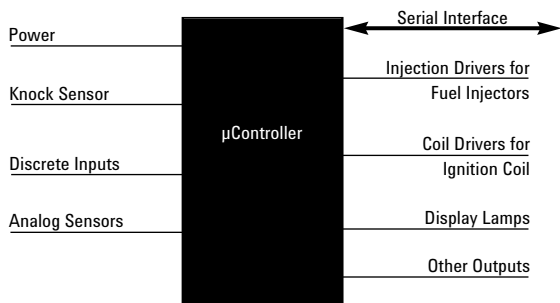 Power
Knock Sensor
Discrete Inputs
Analog Sensors
µController
Serial Interface
Injection Drivers for
Fuel Injectors
Coil Drivers for
Ignition Coil
Display Lamps
Other Outputs